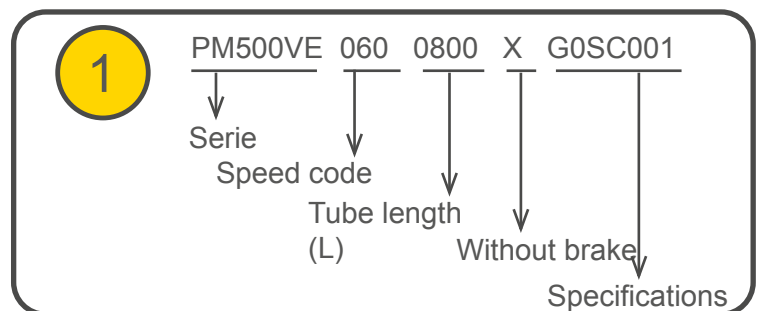 1
PM500VE 060 0800 X G0SC001
Serie
Speed code
Tube length
(L)
Without brake
Specifications